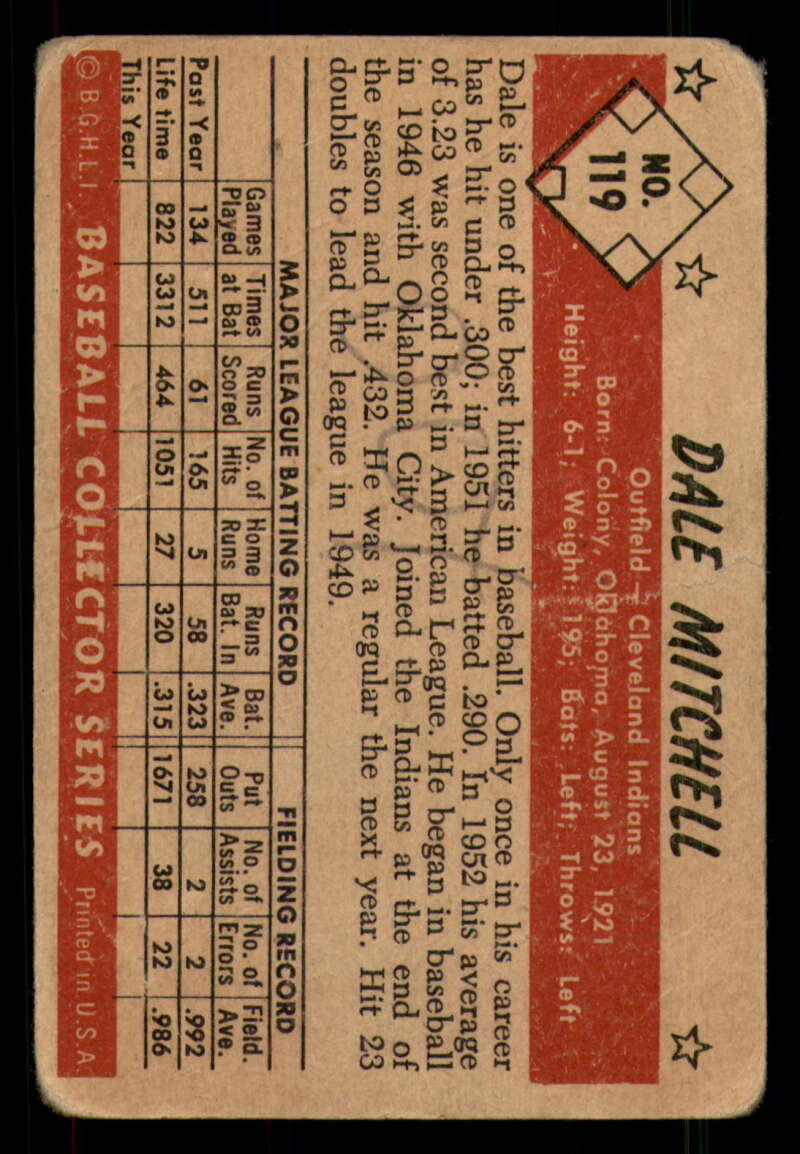 NO.
119
DALE MITCHELL
Outfield — Cleveland Indians
Born: Colony, Oklahoma, August 23, 1921
Height: 6-1; Weight: 195; Bats: Left; Throws: Left
Dale is one of the best hitters in baseball. Only once in his career
has he hit under .300; in 1951 he batted .290. In 1952 his average
of 3.23 was second best in American League. He began in baseball
in 1946 with Oklahoma City. Joined the Indians at the end of
the season and hit .432. He was a regular the next year. Hit 23
doubles to lead the league in 1949.
MAJOR LEAGUE BATTING RECORD FIELDING RECORD
Games Times Runs No. of Home Runs Bat. Put No. of No. of Field.
Played at Bat Scored Hits Runs Bat. In Ave. Outs Assists Errors Ave.
Past Year 134 511 61 165 5 58 .323 258 2 2 .992
Life time 822 3312 464 1051 27 320 .315 1671 38 22 .986
This Year
© B.G.H.L.I. BASEBALL COLLECTOR SERIES Printed in U.S.A.